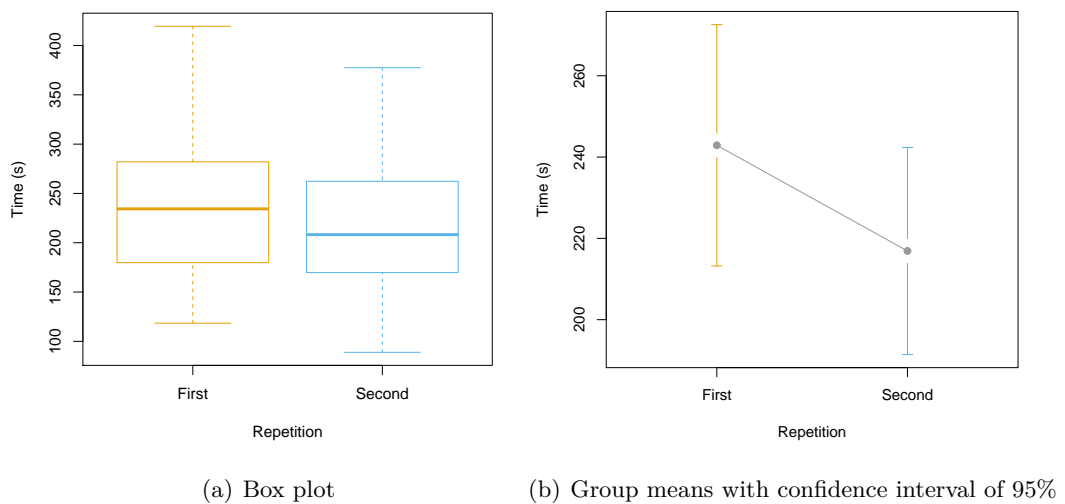 Time (s)
400
350
300
250
200
150
100
First
Second
Repetition
(a) Box plot
Time (s)
260
240
220
200
First
Second
Repetition
(b) Group means with confidence interval of 95%